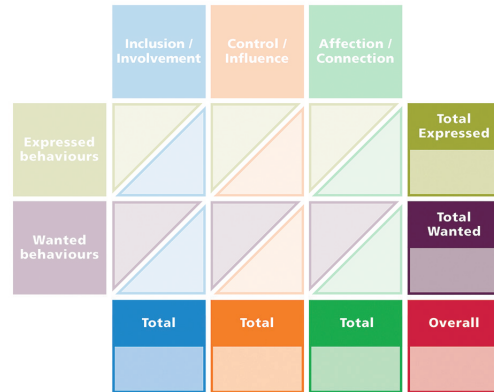 Inclusion /
Involvement
Control /
Influence
Affection /
Connection
Expressed
behaviours
Total
Expressed
Wanted
behaviours
Total
Wanted
Total
Total
Total
Overall